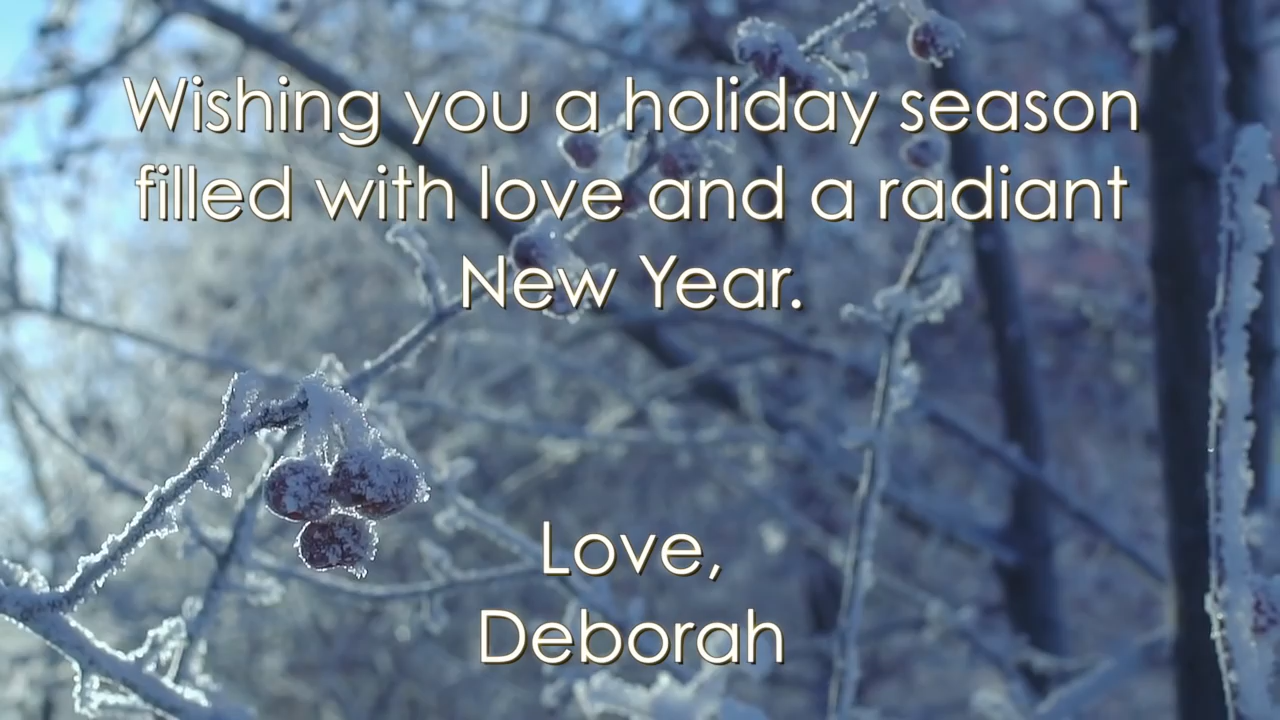 Wishing you a holiday season
filled with love and a radiant
New Year.
Love,
Deborah